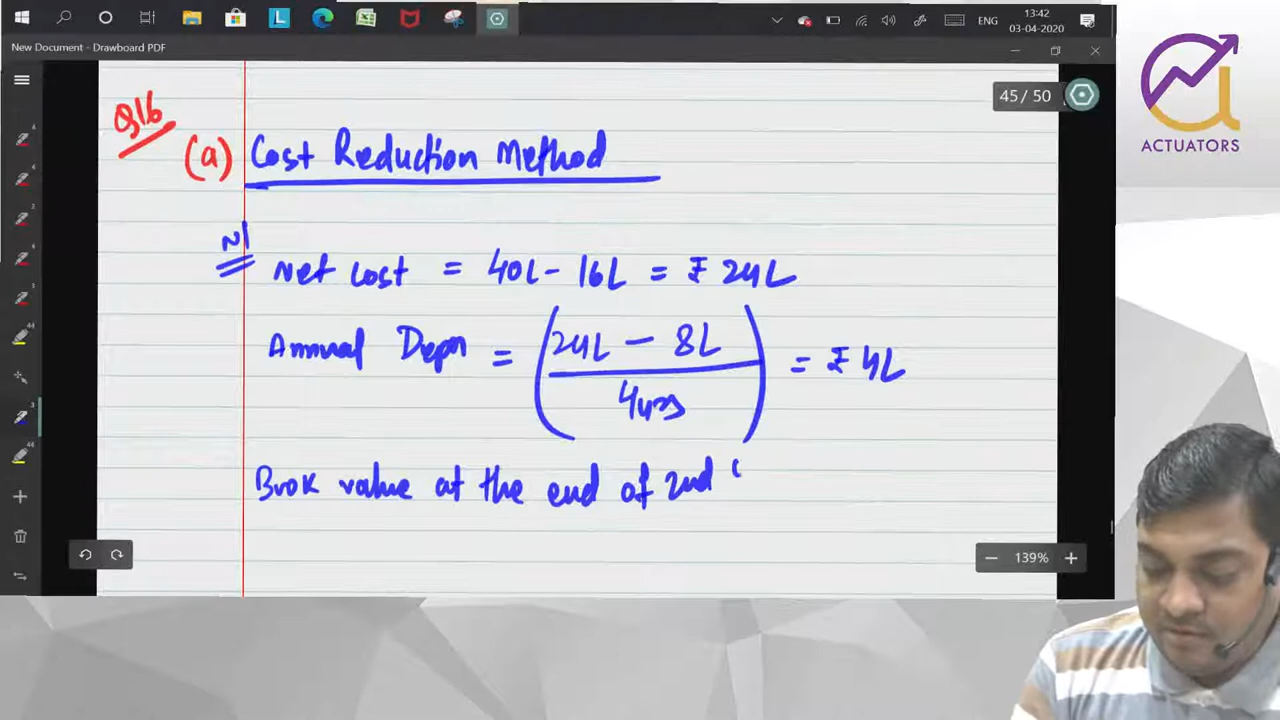 13:42
ENG
03-04-2020
New Document - Drawboard PDF
45 / 50
ACTUATORS
Q16
(a) Cost Reduction Method
N1
Net Cost = 40L - 16L = ₹ 24L
Annual Depn = (24L - 8L / 4yrs) = ₹ 4L
Book value at the end of 2nd
139%